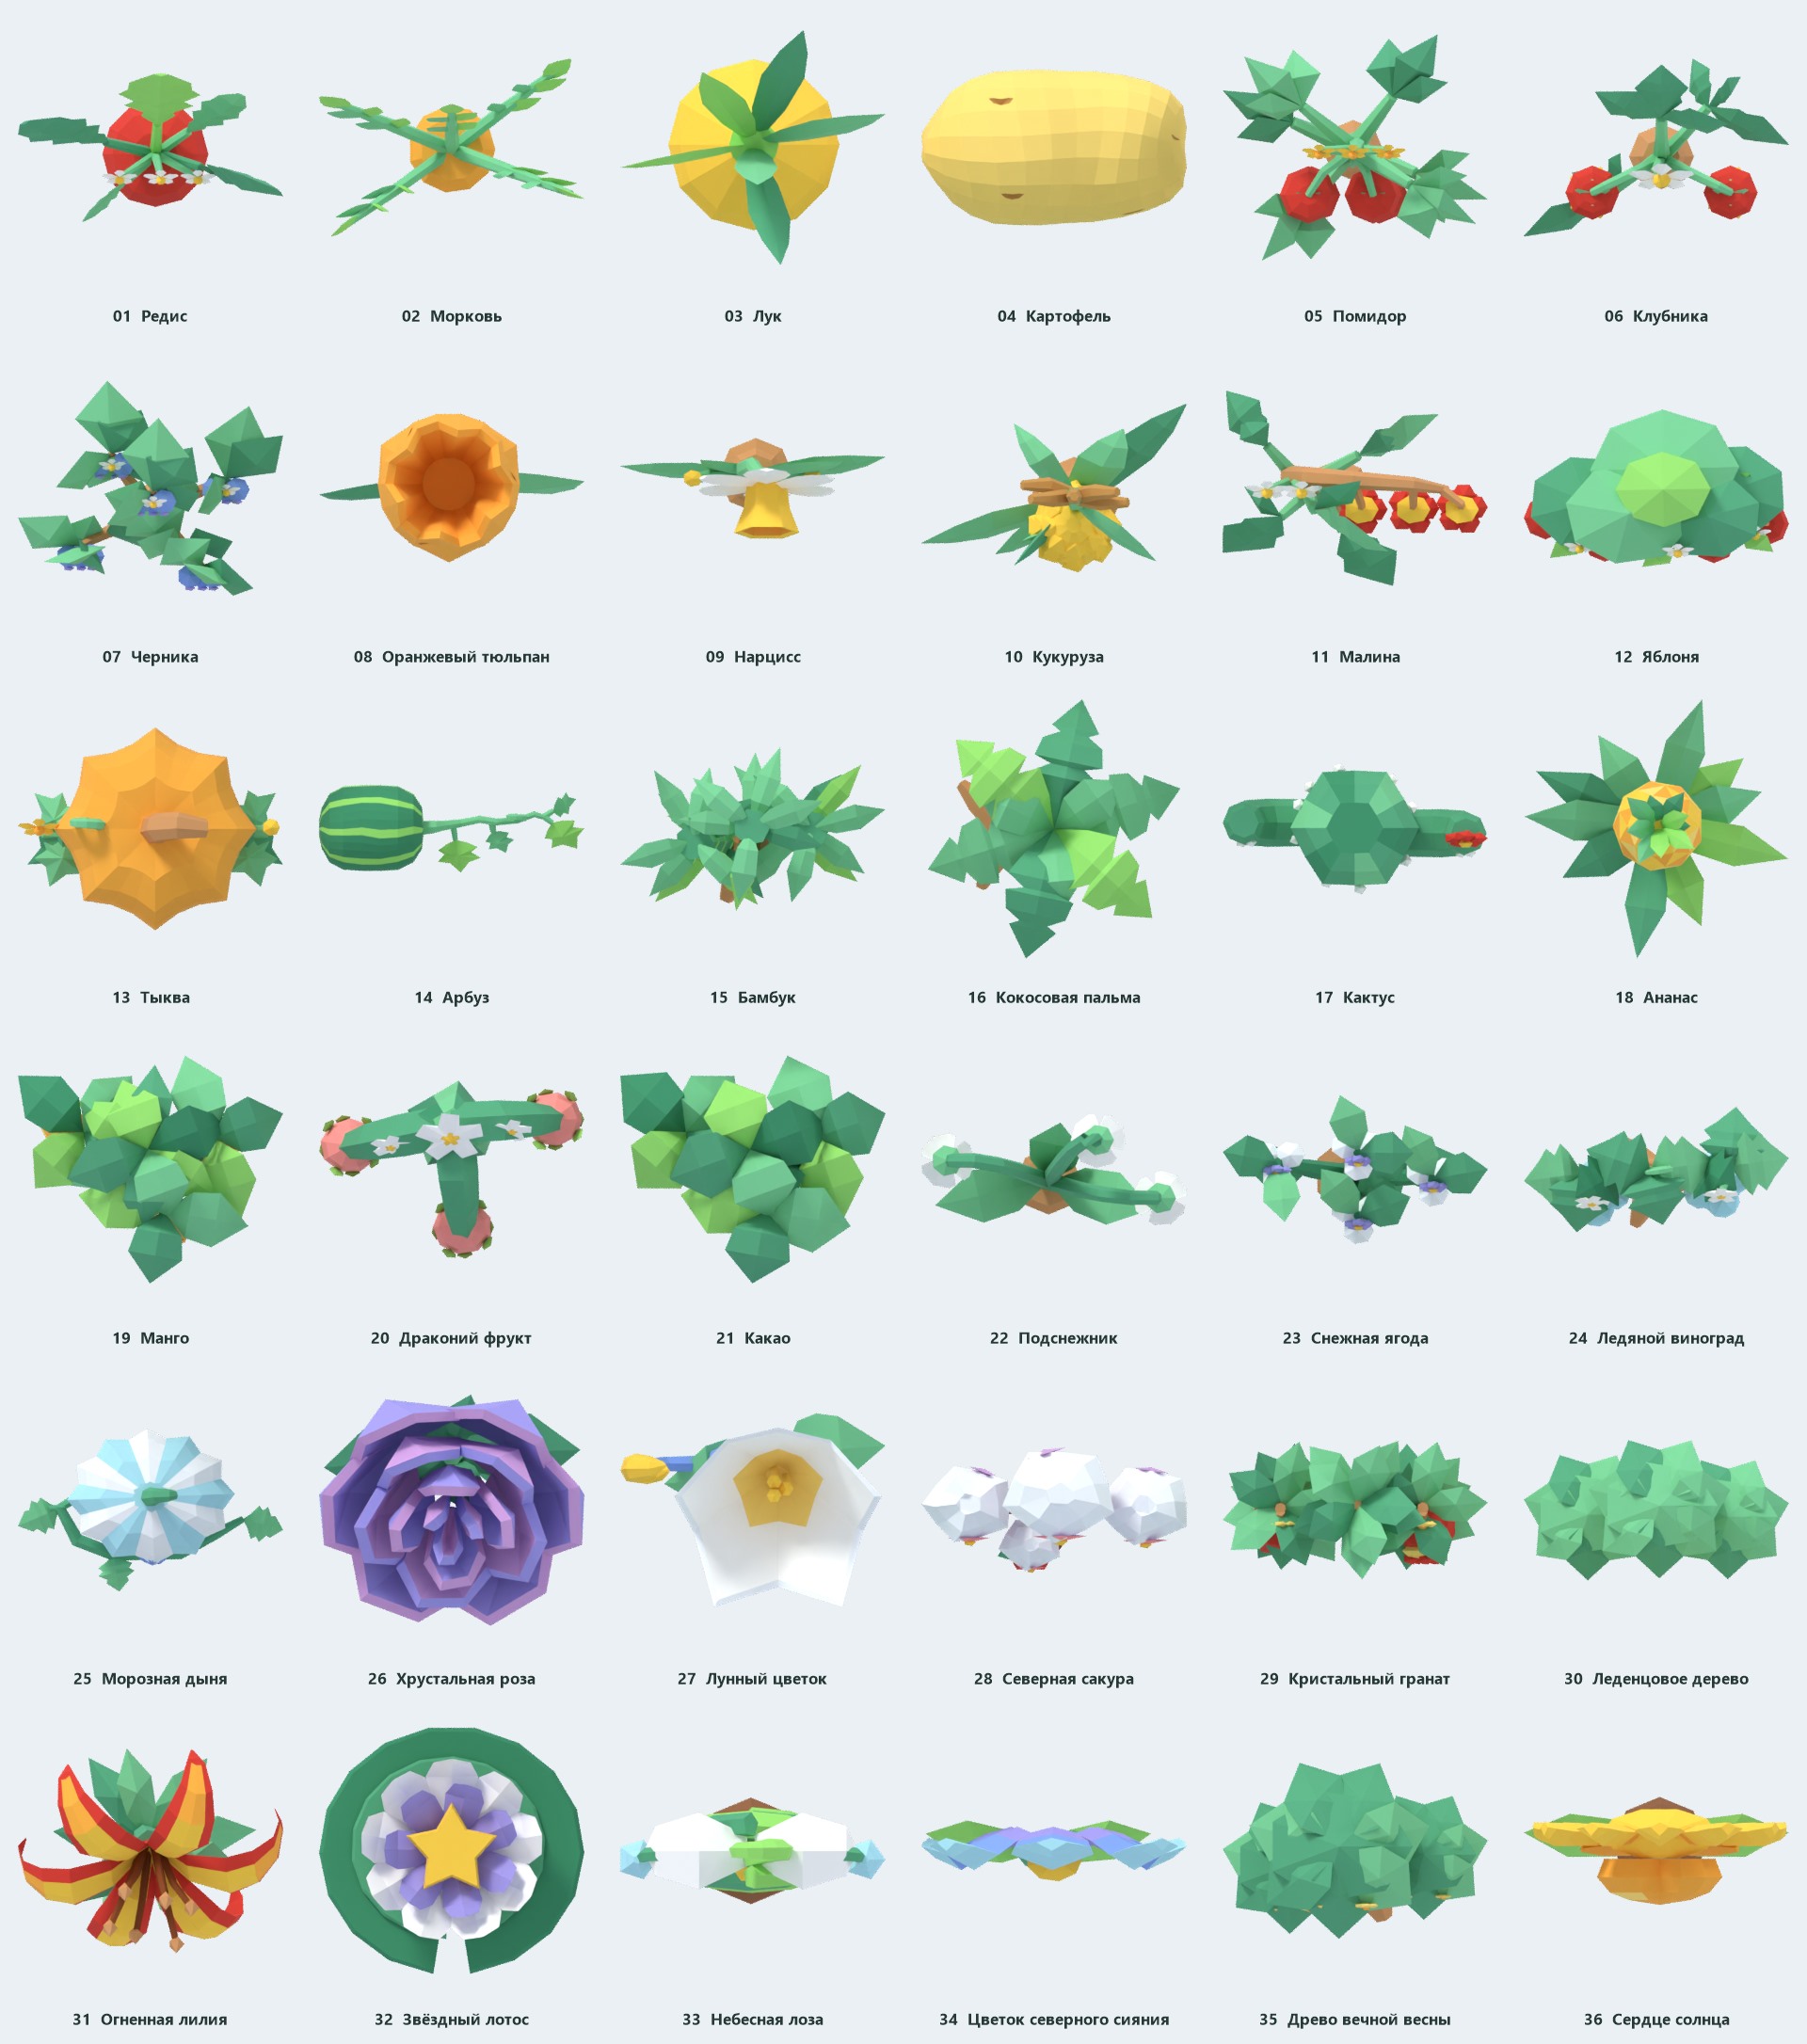 01 Редис
02 Морковь
03 Лук
04 Картофель
05 Помидор
06 Клубника
07 Черника
08 Оранжевый тюльпан
09 Нарцисс
10 Кукуруза
11 Малина
12 Яблоня
13 Тыква
14 Арбуз
15 Бамбук
16 Кокосовая пальма
17 Кактус
18 Ананас
19 Манго
20 Драконий фрукт
21 Какао
22 Подснежник
23 Снежная ягода
24 Ледяной виноград
25 Морозная дыня
26 Хрустальная роза
27 Лунный цветок
28 Северная сакура
29 Кристальный гранат
30 Леденцовое дерево
31 Огненная лилия
32 Звёздный лотос
33 Небесная лоза
34 Цветок северного сияния
35 Древо вечной весны
36 Сердце солнца